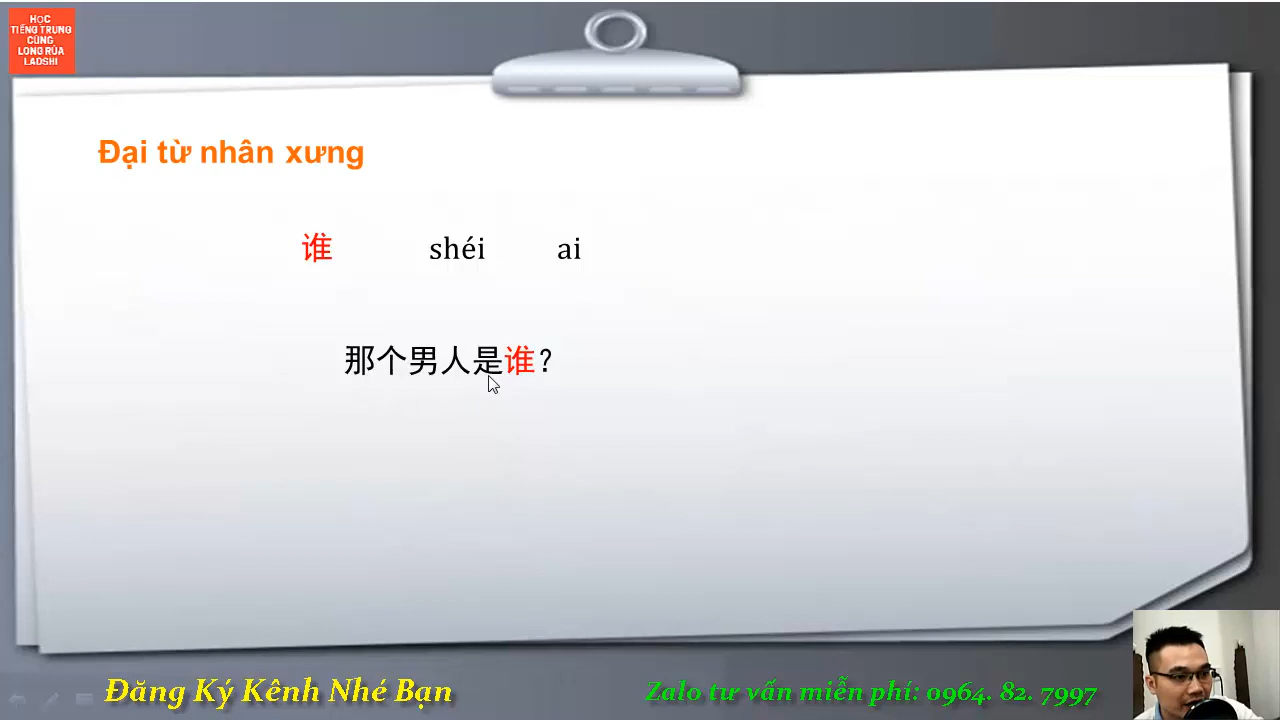 HỌC
TIẾNG TRUNG
CÙNG
LONG RÙA
LADSHI
Đại từ nhân xưng
谁 shéi ai
那个男人是谁?
Đăng Ký Kênh Nhé Bạn
Zalo tư vấn miễn phí: 0964. 82. 7997